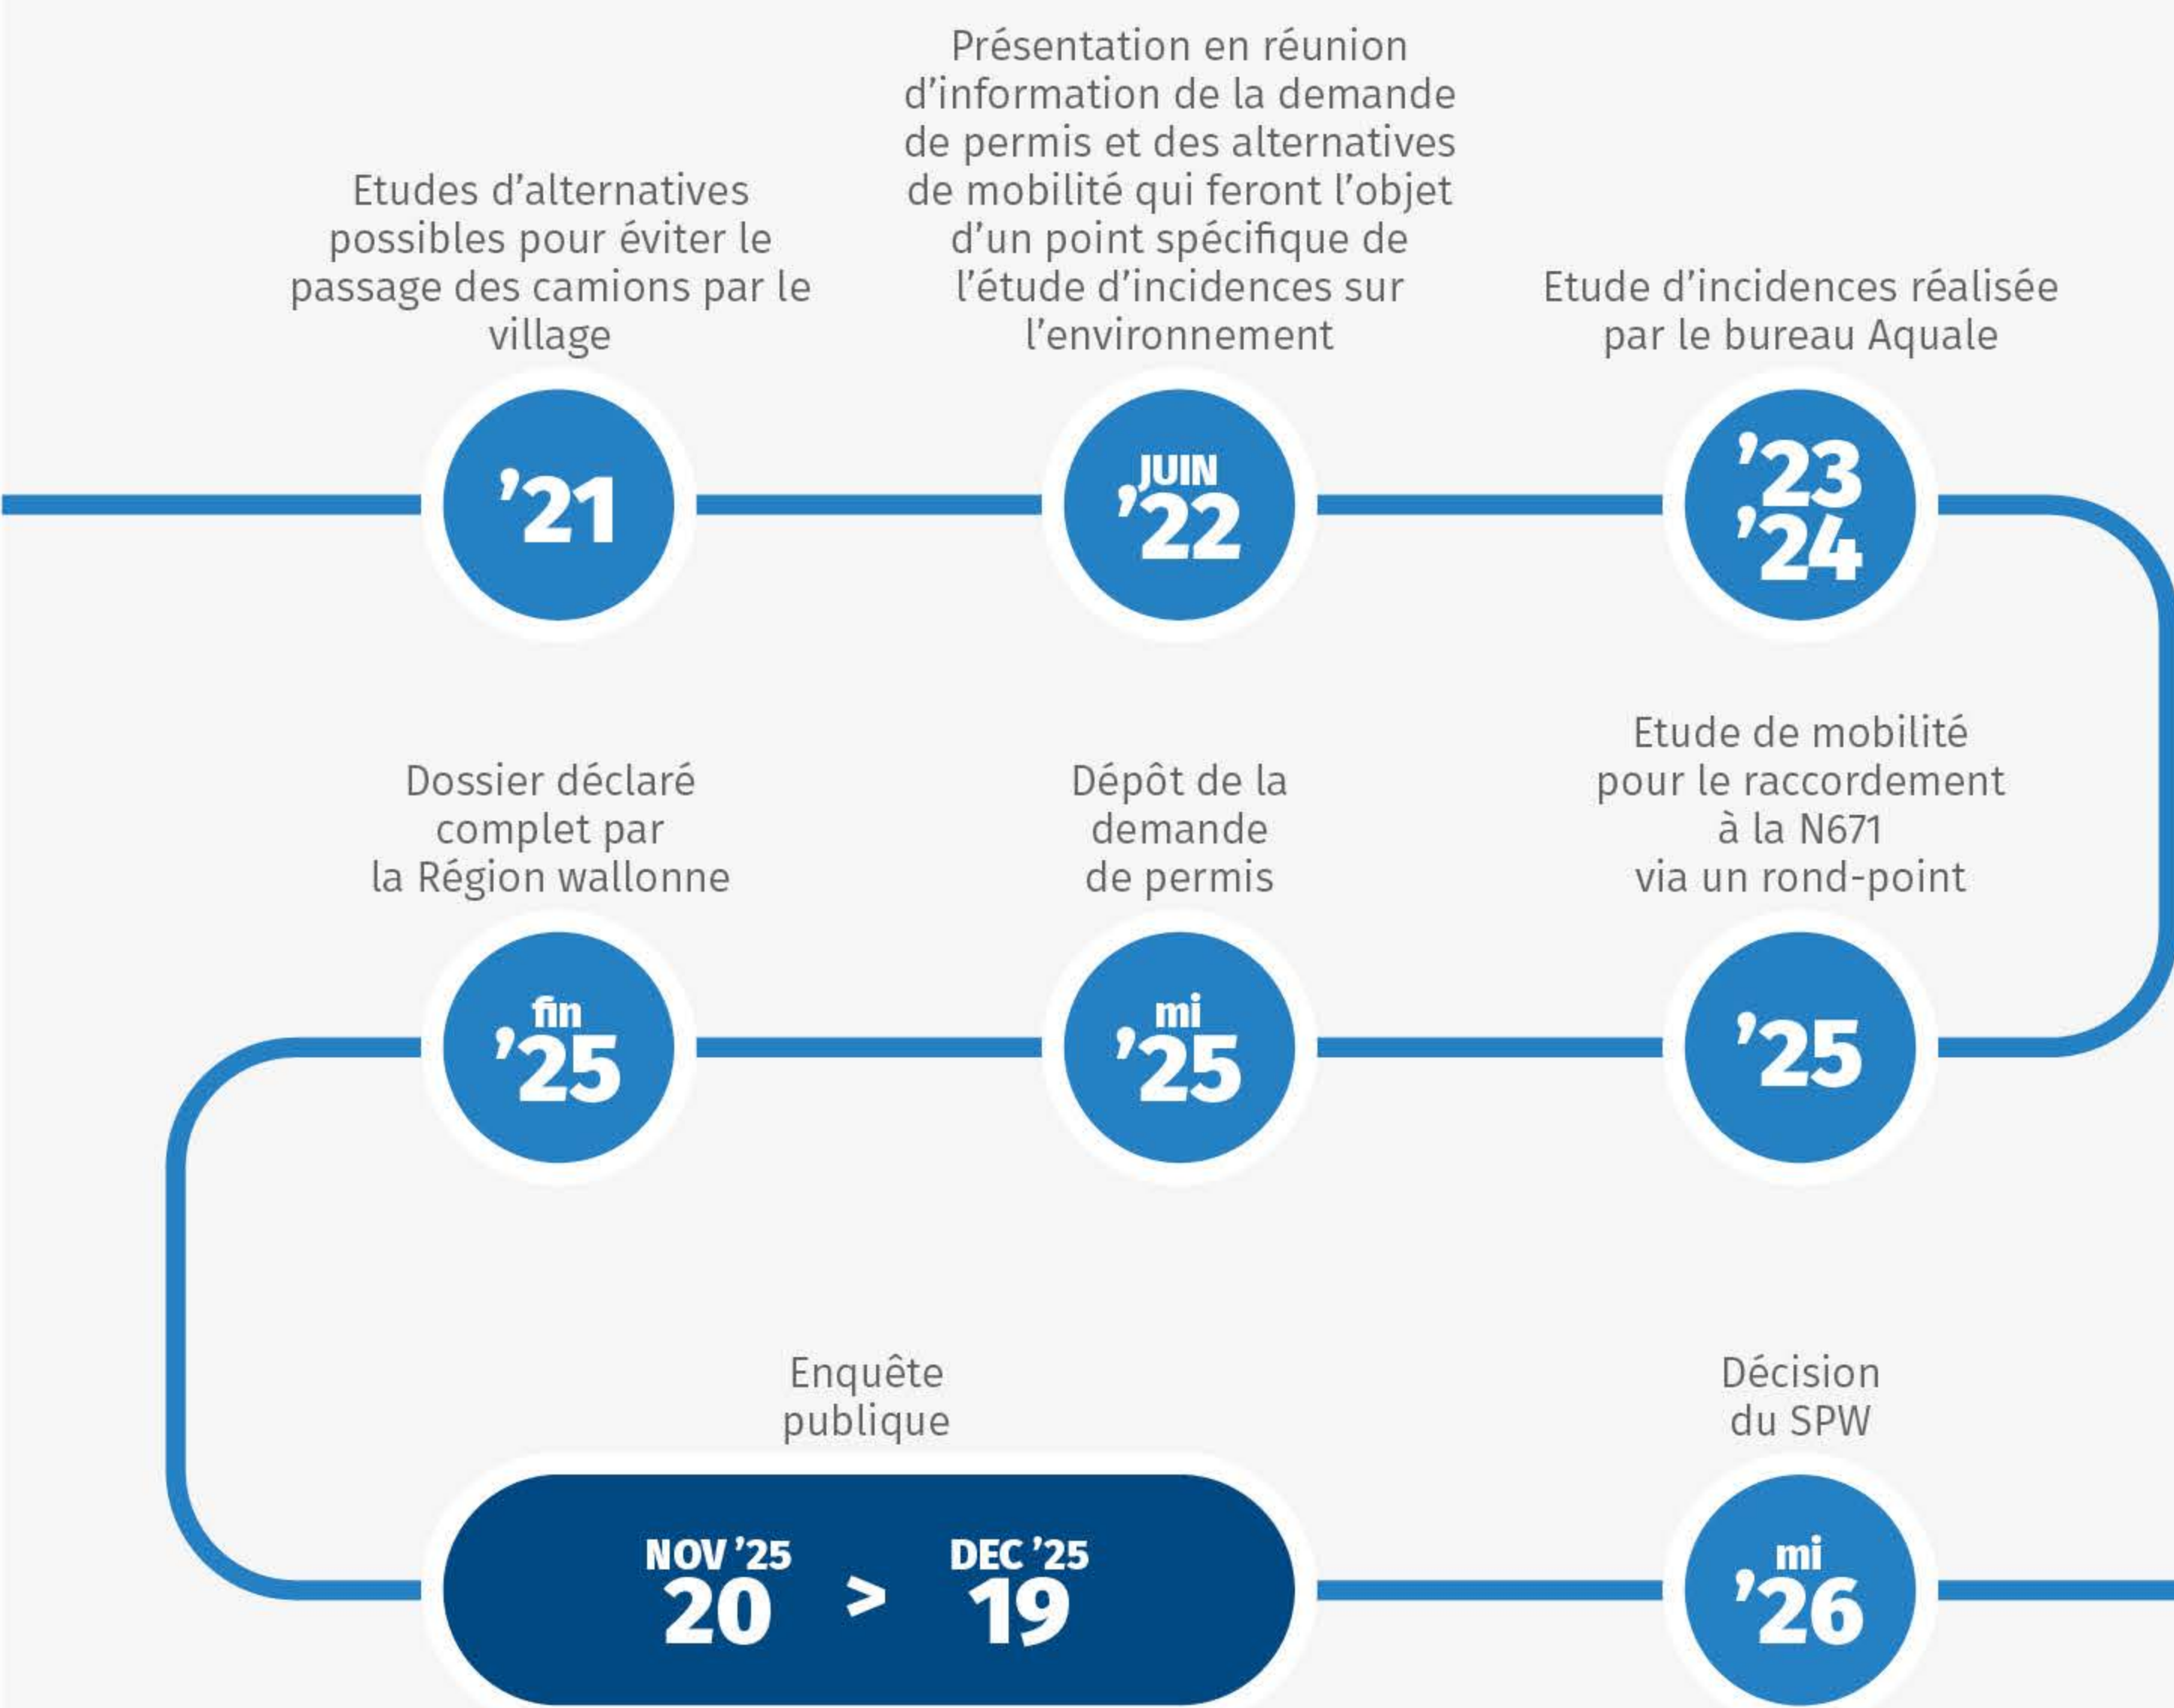 Etudes d’alternatives
possibles pour éviter le
passage des camions par le
village
’21
Présentation en réunion
d’information de la demande
de permis et des alternatives
de mobilité qui feront l’objet
d’un point spécifique de
l’étude d’incidences sur
l’environnement
JUIN
’22
Etude d’incidences réalisée
par le bureau Aquale
’23
’24
Etude de mobilité
pour le raccordement
à la N671
via un rond-point
’25
Dépôt de la
demande
de permis
mi
’25
Dossier déclaré
complet par
la Région wallonne
fin
’25
Enquête
publique
NOV ’25
20
>
DEC ’25
19
Décision
du SPW
mi
’26